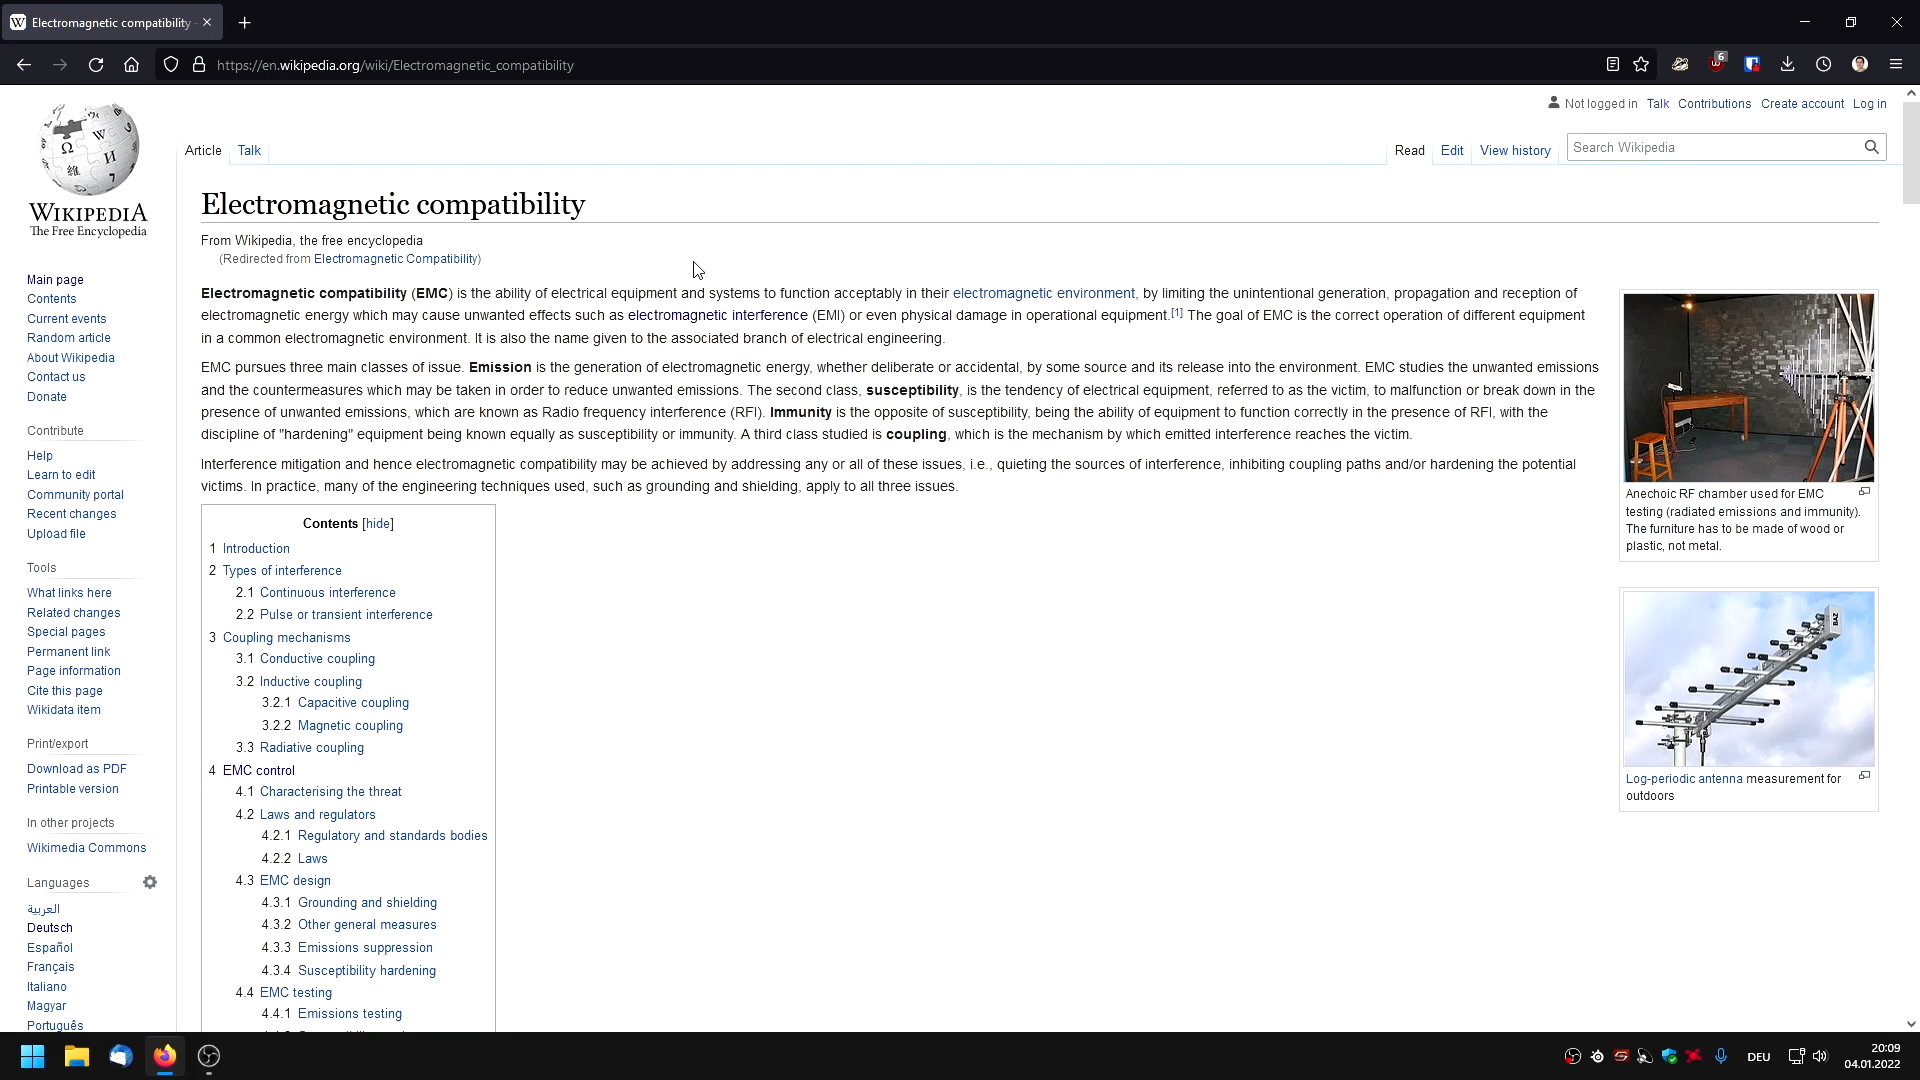 Electromagnetic compatibility -
https://en.wikipedia.org/wiki/Electromagnetic_compatibility
6
Not logged in Talk Contributions Create account Log in
WIKIPEDIA
The Free Encyclopedia
Article Talk
Read Edit View history
Search Wikipedia
Electromagnetic compatibility
From Wikipedia, the free encyclopedia
(Redirected from Electromagnetic Compatibility)
Electromagnetic compatibility (EMC) is the ability of electrical equipment and systems to function acceptably in their electromagnetic environment, by limiting the unintentional generation, propagation and reception of
electromagnetic energy which may cause unwanted effects such as electromagnetic interference (EMI) or even physical damage in operational equipment.[1] The goal of EMC is the correct operation of different equipment
in a common electromagnetic environment. It is also the name given to the associated branch of electrical engineering.
EMC pursues three main classes of issue. Emission is the generation of electromagnetic energy, whether deliberate or accidental, by some source and its release into the environment. EMC studies the unwanted emissions
and the countermeasures which may be taken in order to reduce unwanted emissions. The second class, susceptibility, is the tendency of electrical equipment, referred to as the victim, to malfunction or break down in the
presence of unwanted emissions, which are known as Radio frequency interference (RFI). Immunity is the opposite of susceptibility, being the ability of equipment to function correctly in the presence of RFI, with the
discipline of "hardening" equipment being known equally as susceptibility or immunity. A third class studied is coupling, which is the mechanism by which emitted interference reaches the victim.
Interference mitigation and hence electromagnetic compatibility may be achieved by addressing any or all of these issues, i.e., quieting the sources of interference, inhibiting coupling paths and/or hardening the potential
victims. In practice, many of the engineering techniques used, such as grounding and shielding, apply to all three issues.
Contents [hide]
1 Introduction
2 Types of interference
2.1 Continuous interference
2.2 Pulse or transient interference
3 Coupling mechanisms
3.1 Conductive coupling
3.2 Inductive coupling
3.2.1 Capacitive coupling
3.2.2 Magnetic coupling
3.3 Radiative coupling
4 EMC control
4.1 Characterising the threat
4.2 Laws and regulators
4.2.1 Regulatory and standards bodies
4.2.2 Laws
4.3 EMC design
4.3.1 Grounding and shielding
4.3.2 Other general measures
4.3.3 Emissions suppression
4.3.4 Susceptibility hardening
4.4 EMC testing
4.4.1 Emissions testing
Anechoic RF chamber used for EMC
testing (radiated emissions and immunity).
The furniture has to be made of wood or
plastic, not metal.
BAZ
Log-periodic antenna measurement for
outdoors
Main page
Contents
Current events
Random article
About Wikipedia
Contact us
Donate
Contribute
Help
Learn to edit
Community portal
Recent changes
Upload file
Tools
What links here
Related changes
Special pages
Permanent link
Page information
Cite this page
Wikidata item
Print/export
Download as PDF
Printable version
In other projects
Wikimedia Commons
Languages
العربية
Deutsch
Español
Français
Italiano
Magyar
Português
DEU
20:09
04.01.2022